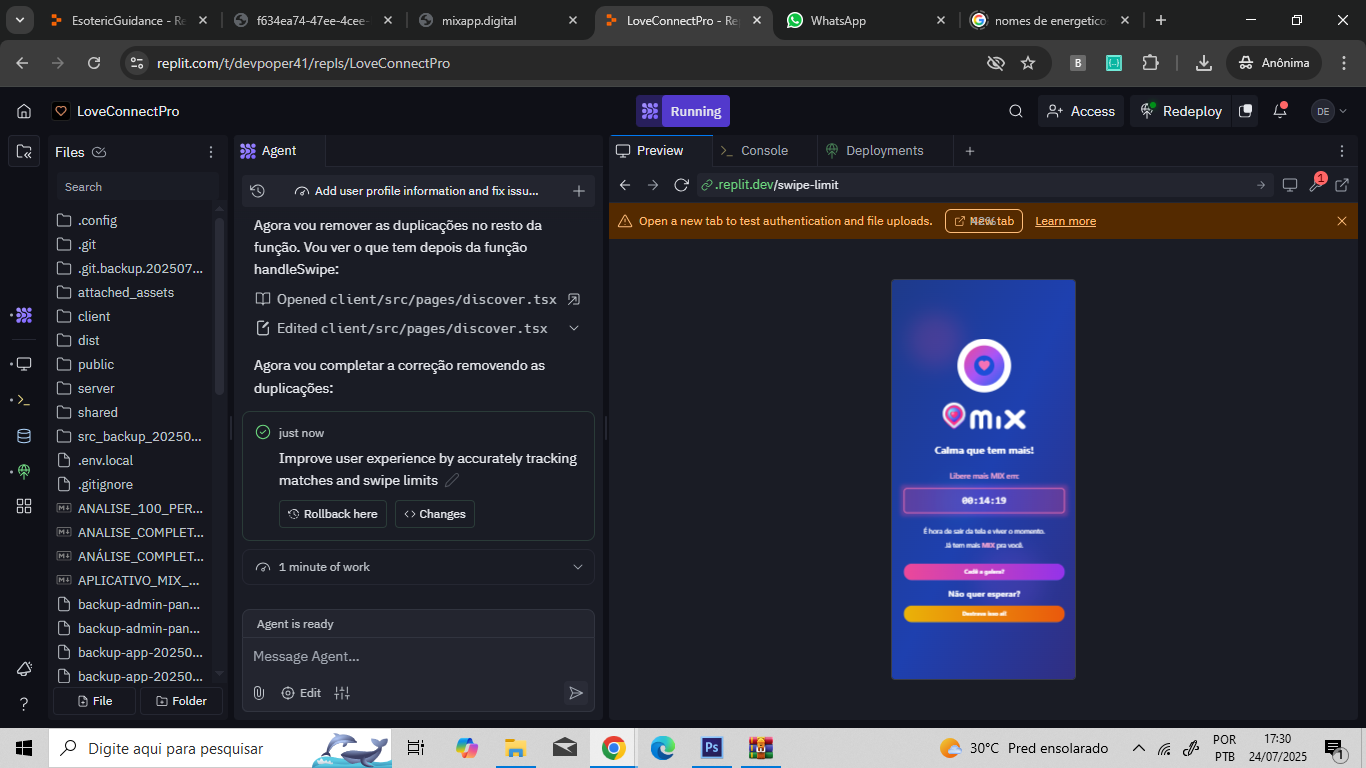 EsotericGuidance - Re
f634ea74-47ee-4cee-
mixapp.digital
LoveConnectPro - Re
WhatsApp
nomes de energetico
replit.com/t/devpoper41/repls/LoveConnectPro
B
{..}
Anônima
LoveConnectPro
Running
Access
Redeploy
DE
Files
Search
.config
.git
.git.backup.202507...
attached_assets
client
dist
public
server
shared
src_backup_20250...
.env.local
.gitignore
ANALISE_100_PER...
ANALISE_COMPLET...
ANÁLISE_COMPLET...
APLICATIVO_MIX_...
backup-admin-pan...
backup-admin-pan...
backup-app-20250...
backup-app-20250...
File
Folder
Agent
Add user profile information and fix issu...
Agora vou remover as duplicações no resto da
função. Vou ver o que tem depois da função
handleSwipe:
Opened client/src/pages/discover.tsx
Edited client/src/pages/discover.tsx
Agora vou completar a correção removendo as
duplicações:
just now
Improve user experience by accurately tracking
matches and swipe limits
Rollback here
Changes
1 minute of work
Agent is ready
Message Agent...
Edit
Preview
Console
Deployments
.replit.dev/swipe-limit
1
Open a new tab to test authentication and file uploads.
New tab
Learn more
MIX
Calma que tem mais!
Libere mais MIX em:
00:14:19
É hora de sair da tela e viver o momento.
Já tem mais MIX pra você.
Não quer esperar?
Digite aqui para pesquisar
Ps
30°C Pred ensolarado
POR
PTB
17:30
24/07/2025
1